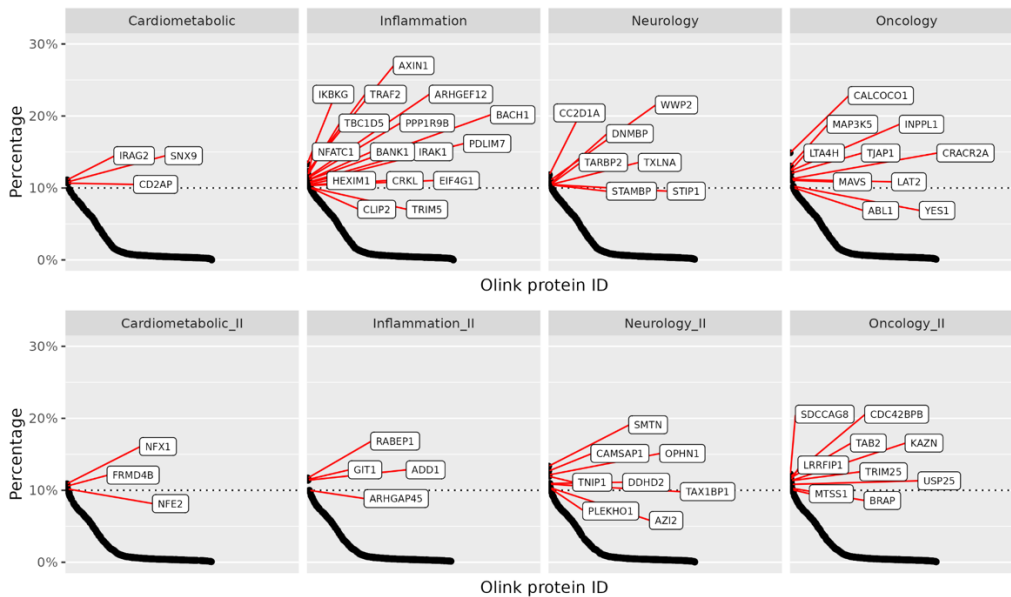 Cardiometabolic
Inflammation
Neurology
Oncology
Percentage
30%
20%
10%
0%
IRAG2
SNX9
CD2AP
AXIN1
IKBKG
TRAF2
ARHGEF12
BACH1
TBC1D5
PPP1R9B
PDLIM7
NFATC1
BANK1
IRAK1
HEXIM1
CRKL
EIF4G1
CLIP2
TRIM5
CC2D1A
WWP2
DNMBP
TARBP2
TXLNA
STAMBP
STIP1
CALCOCO1
MAP3K5
INPPL1
LTA4H
TJAP1
CRACR2A
MAVS
LAT2
ABL1
YES1
Olink protein ID
Cardiometabolic_II
Inflammation_II
Neurology_II
Oncology_II
Percentage
30%
20%
10%
0%
NFX1
FRMD4B
NFE2
RABEP1
GIT1
ADD1
ARHGAP45
SMTN
CAMSAP1
OPHN1
TNIP1
DDHD2
TAX1BP1
PLEKHO1
AZI2
SDCCAG8
CDC42BPB
TAB2
KAZN
LRRFIP1
TRIM25
USP25
MTSS1
BRAP
Olink protein ID